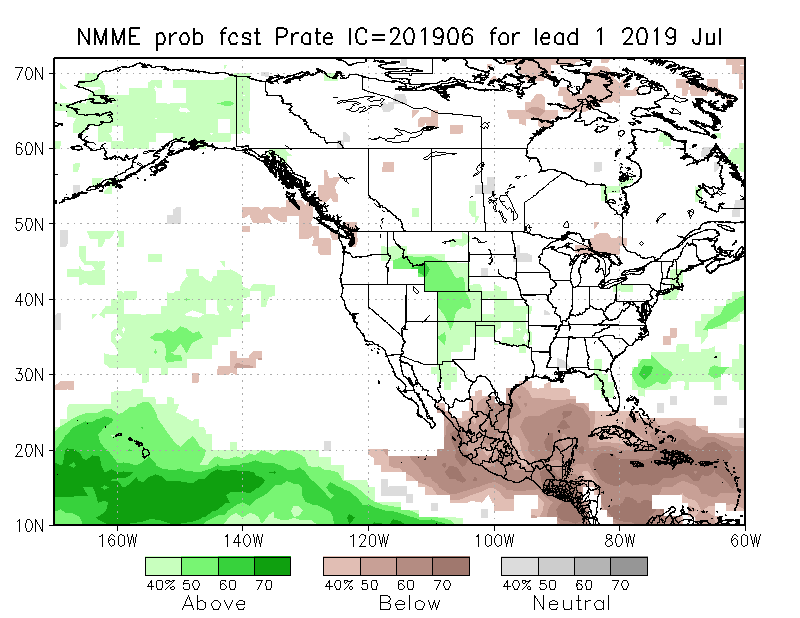 NMME prob fcst Prate IC=201906 for lead 1 2019 Jul
70N
60N
50N
40N
30N
20N
10N
160W 140W 120W 100W 80W 60W
40% 50 60 70 40% 50 60 70 40% 50 60 70
Above Below Neutral